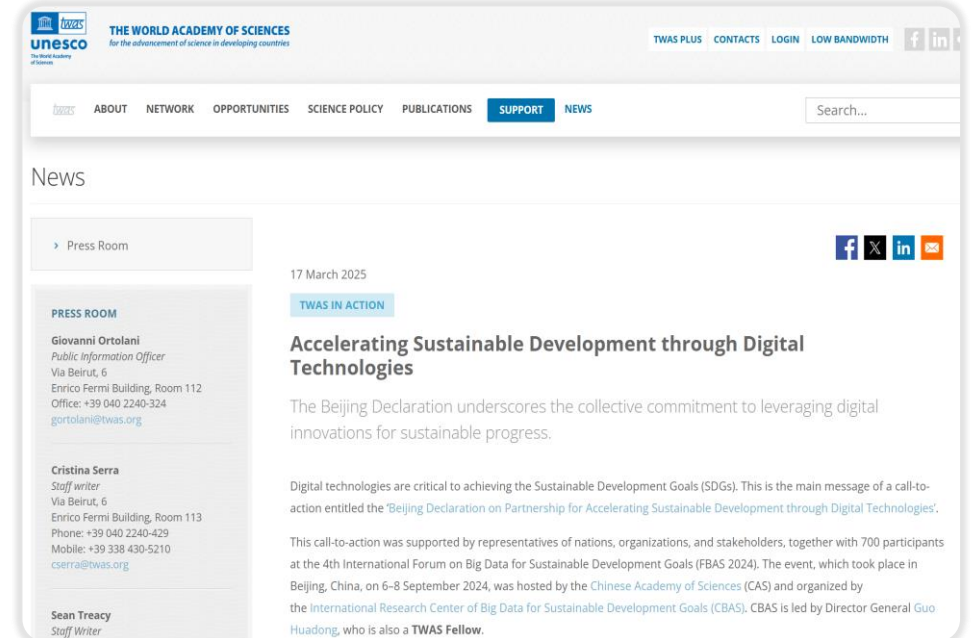 twas
unesco
The World Academy
of Sciences
THE WORLD ACADEMY OF SCIENCES
for the advancement of science in developing countries
TWAS PLUS CONTACTS LOGIN LOW BANDWIDTH
twas ABOUT NETWORK OPPORTUNITIES SCIENCE POLICY PUBLICATIONS SUPPORT NEWS
Search...
News
› Press Room
PRESS ROOM
Giovanni Ortolani
Public Information Officer
Via Beirut, 6
Enrico Fermi Building, Room 112
Office: +39 040 2240-324
gortolani@twas.org
Cristina Serra
Staff writer
Via Beirut, 6
Enrico Fermi Building, Room 113
Phone: +39 040 2240-429
Mobile: +39 338 430-5210
cserra@twas.org
Sean Treacy
Staff Writer
17 March 2025
TWAS IN ACTION
Accelerating Sustainable Development through Digital
Technologies
The Beijing Declaration underscores the collective commitment to leveraging digital
innovations for sustainable progress.
Digital technologies are critical to achieving the Sustainable Development Goals (SDGs). This is the main message of a call-to-
action entitled the 'Beijing Declaration on Partnership for Accelerating Sustainable Development through Digital Technologies'.
This call-to-action was supported by representatives of nations, organizations, and stakeholders, together with 700 participants
at the 4th International Forum on Big Data for Sustainable Development Goals (FBAS 2024). The event, which took place in
Beijing, China, on 6–8 September 2024, was hosted by the Chinese Academy of Sciences (CAS) and organized by
the International Research Center of Big Data for Sustainable Development Goals (CBAS). CBAS is led by Director General Guo
Huadong, who is also a TWAS Fellow.